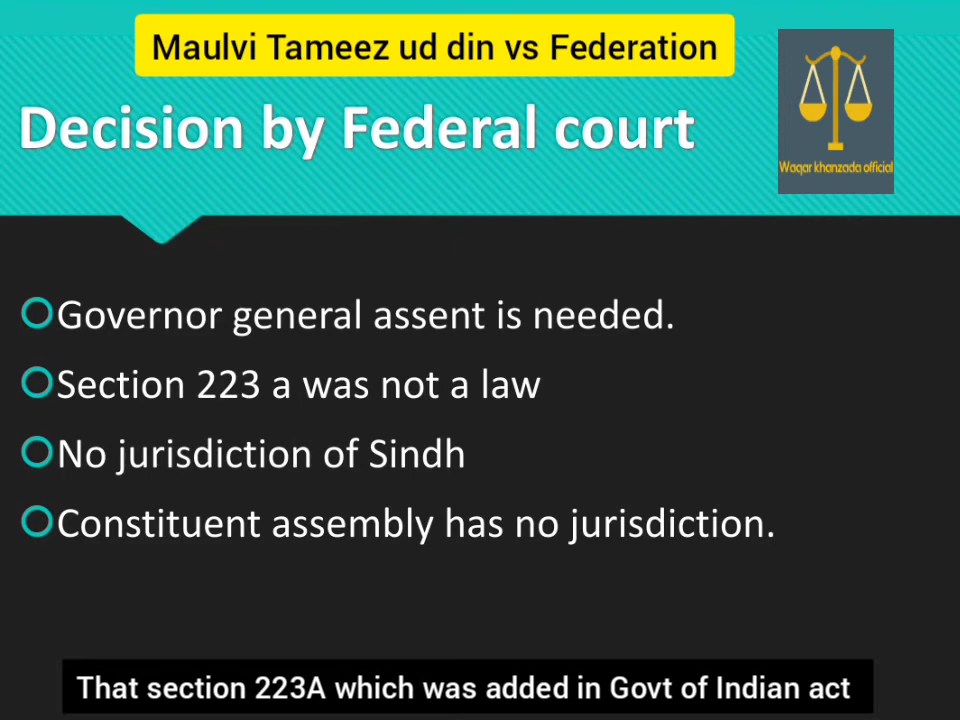 Maulvi Tameez ud din vs Federation
Decision by Federal court
Waqar khanzada official
Governor general assent is needed.
Section 223 a was not a law
No jurisdiction of Sindh
Constituent assembly has no jurisdiction.
That section 223A which was added in Govt of Indian act